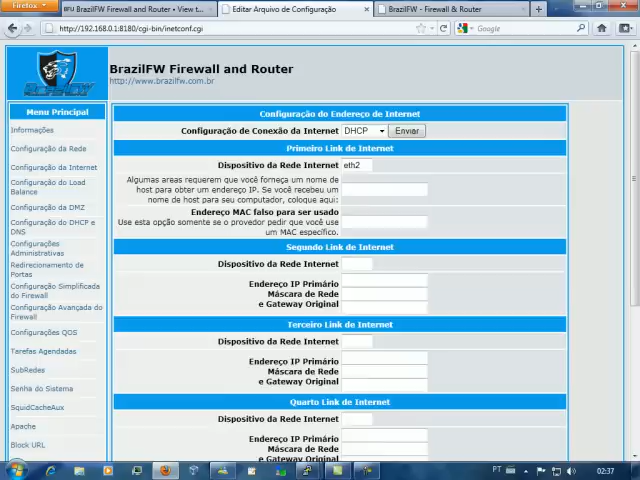 Firefox
BrazilFW Firewall and Router • View t...
Editar Arquivo de Configuração
BrazilFW - Firewall & Router
http://192.168.0.1:8180/cgi-bin/inetconf.cgi
Google
BrazilFW Firewall and Router
http://www.brazilfw.com.br
Menu Principal
Informações
Configuração da Rede
Configuração da Internet
Configuração do Load
Balance
Configuração da DMZ
Configuração do DHCP e
DNS
Configurações
Administrativas
Redirecionamento de
Portas
Configuração Simplificada
do Firewall
Configuração Avançada do
Firewall
Configurações QOS
Tarefas Agendadas
SubRedes
Senha do Sistema
SquidCacheAux
Apache
Block URL
Configuração do Endereço de Internet
Configuração de Conexão da Internet DHCP Enviar
Primeiro Link de Internet
Dispositivo da Rede Internet eth2
Algumas areas requerem que você forneça um nome de
host para obter um endereço IP. Se você recebeu um
nome de host para seu computador, coloque aqui:
Endereço MAC falso para ser usado
Use esta opção somente se o provedor pedir que você use
um MAC específico.
Segundo Link de Internet
Dispositivo da Rede Internet
Endereço IP Primário
Máscara de Rede
e Gateway Original
Terceiro Link de Internet
Dispositivo da Rede Internet
Endereço IP Primário
Máscara de Rede
e Gateway Original
Quarto Link de Internet
Dispositivo da Rede Internet
Endereço IP Primário
Máscara de Rede
PT
02:37